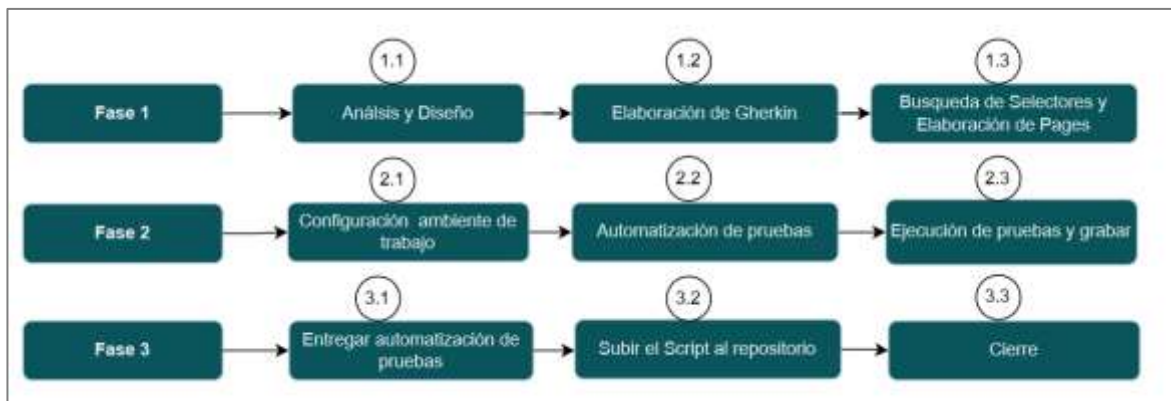 1.1
1.2
1.3
Fase 1
Análsis y Diseño
Elaboración de Gherkin
Busqueda de Selectores y
Elaboración de Pages
2.1
2.2
2.3
Fase 2
Configuración ambiente de
trabajo
Automatización de pruebas
Ejecución de pruebas y grabar
3.1
3.2
3.3
Fase 3
Entregar automatización de
pruebas
Subir el Script al repositorio
Cierre